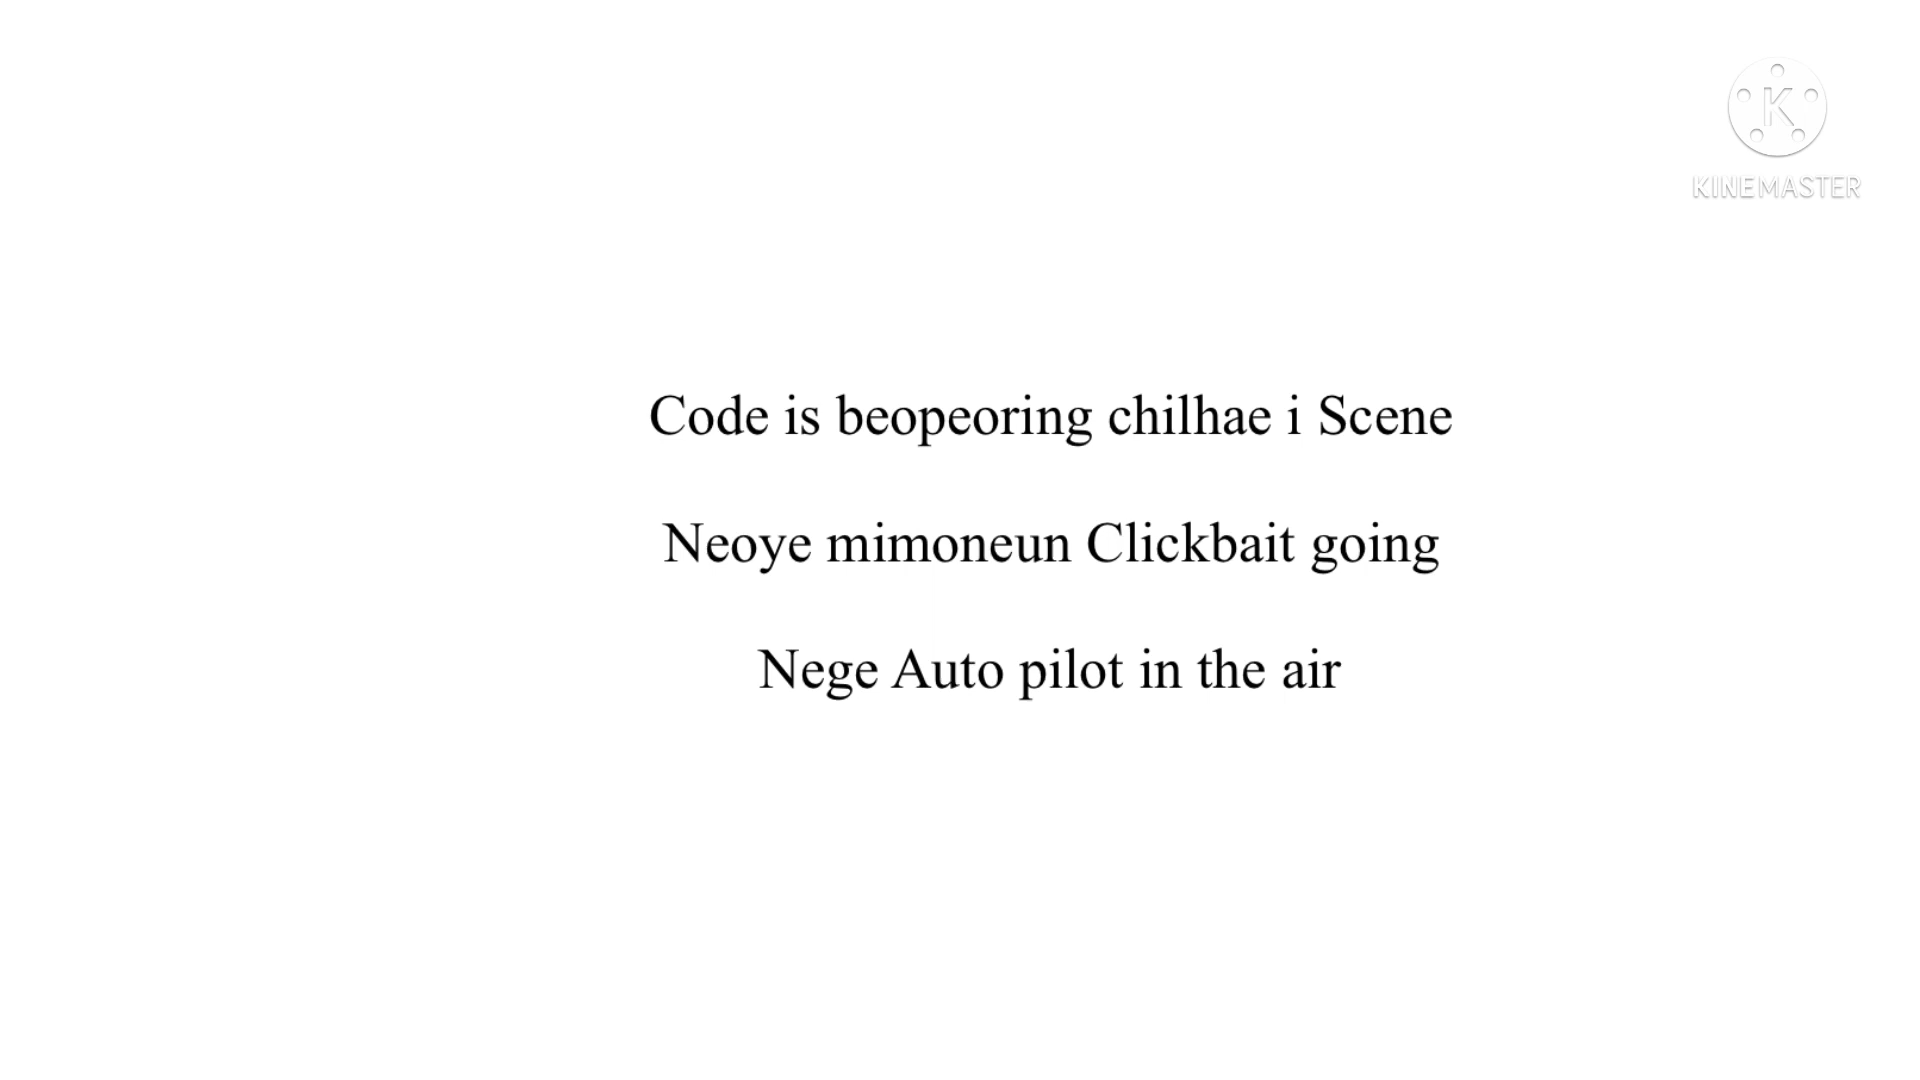 K
KINEMASTER
Code is beopeoring chilhae i Scene
Neoye mimoneun Clickbait going
Nege Auto pilot in the air